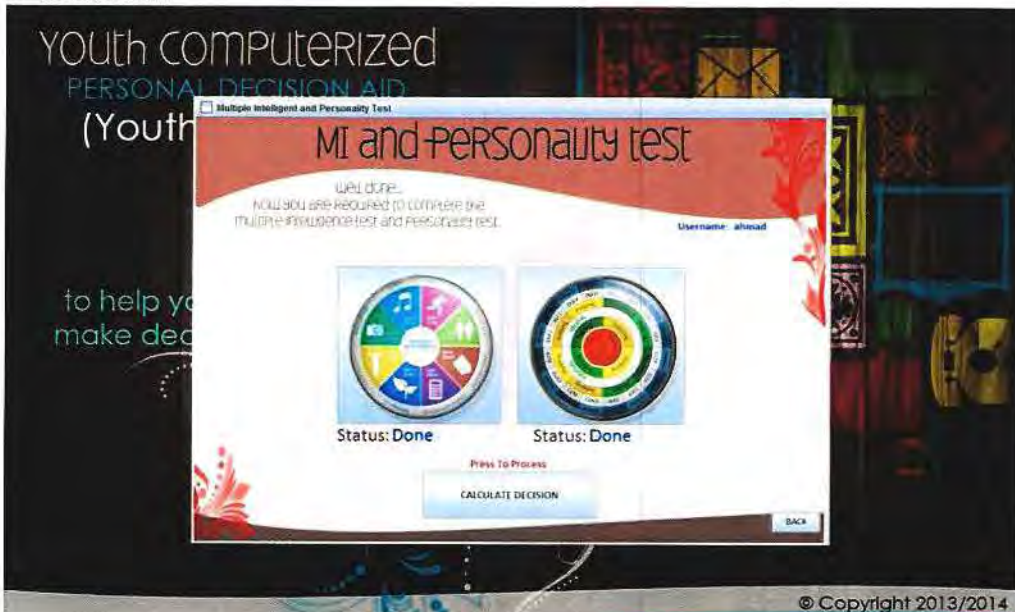 Youth Computerized
PERSONAL DECISION AID
(Youth
Multiple Intelligent and Personality Test
MI and Personality test
Well done..
Now you are required to complete the
multiple intelligence test and Personality test.
Username: ahmad
to help yo
make dec
Status: Done
Status: Done
Press To Process
CALCULATE DECISION
BACK
© Copyright 2013/2014